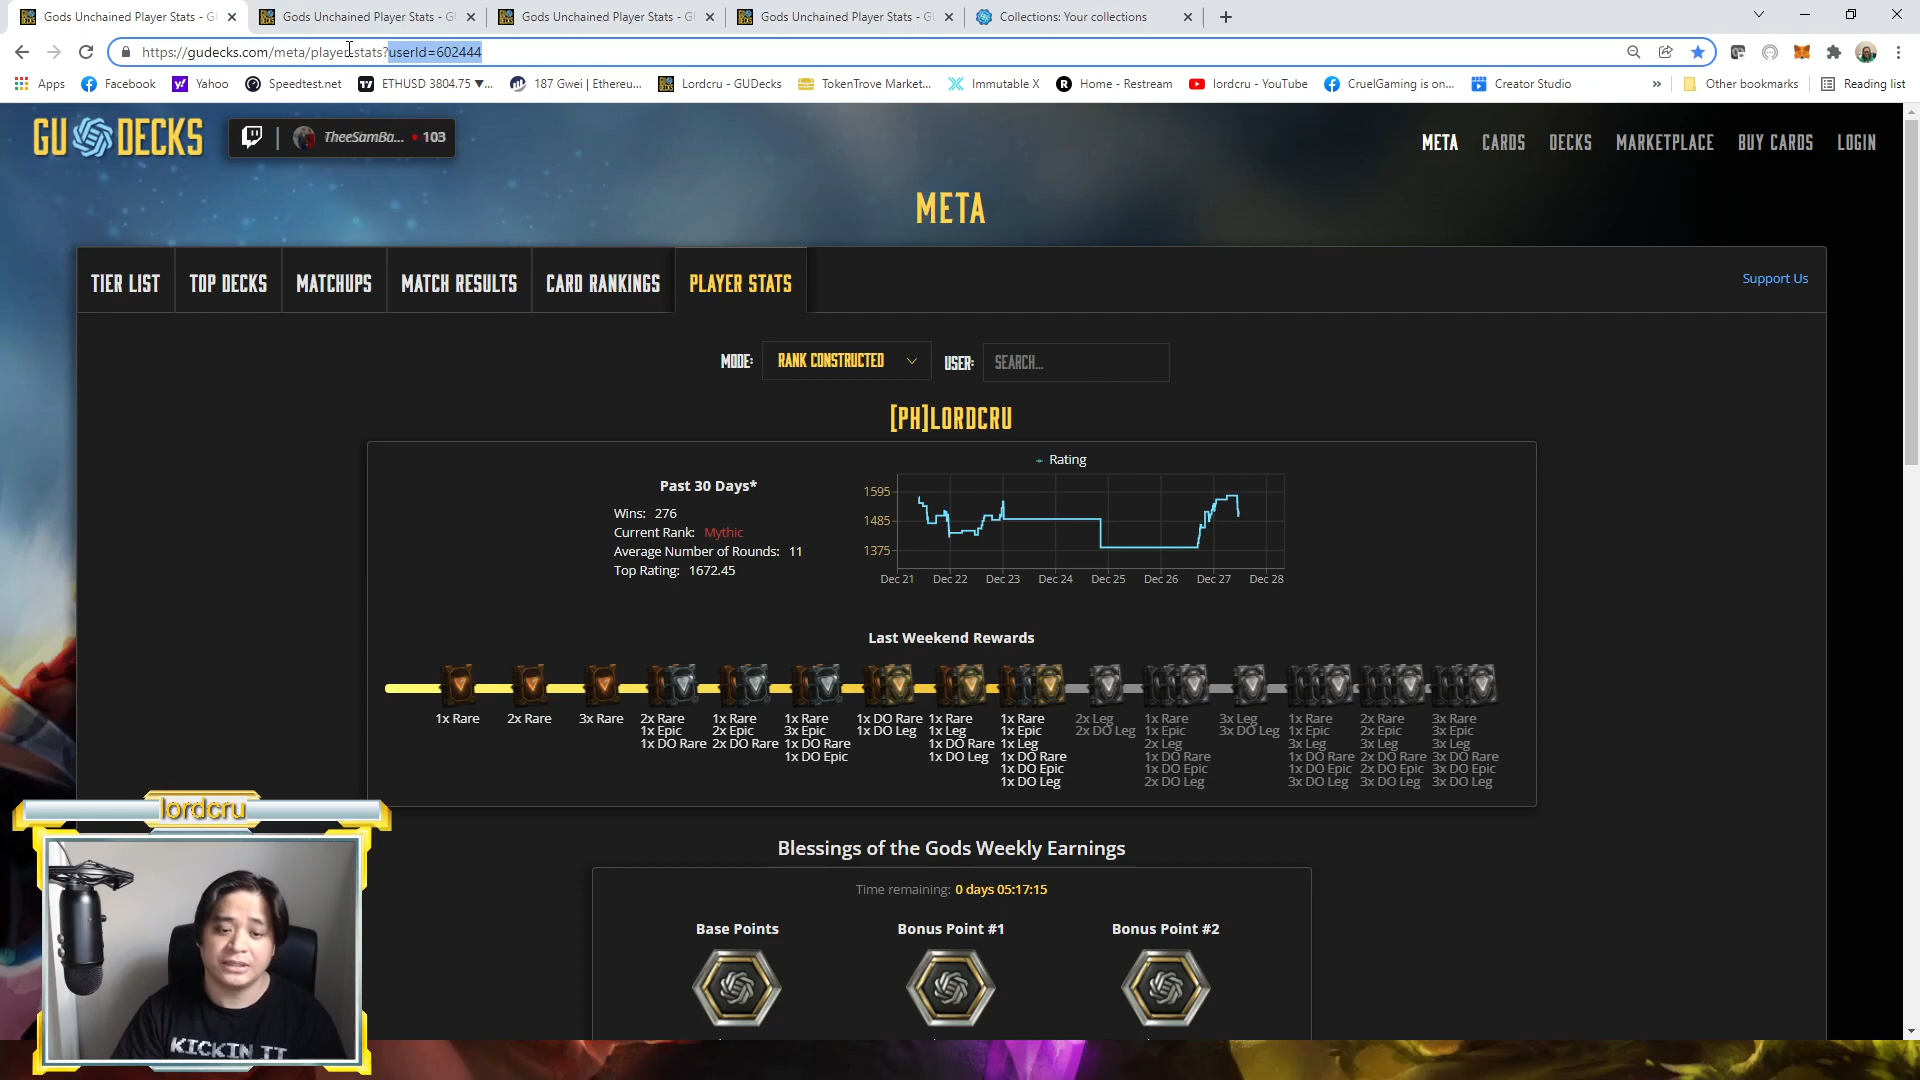 Gods Unchained Player Stats - G
Gods Unchained Player Stats - G
Gods Unchained Player Stats - G
Gods Unchained Player Stats - G
Collections: Your collections
https://gudecks.com/meta/player-stats?userId=602444
Apps
Facebook
Yahoo
Speedtest.net
ETHUSD 3804.75 ▼...
187 Gwei | Ethereu...
Lordcru - GUDecks
TokenTrove Market...
Immutable X
Home - Restream
lordcru - YouTube
CruelGaming is on...
Creator Studio
»
Other bookmarks
Reading list
GU DECKS
TheeSamBa... • 103
META
CARDS
DECKS
MARKETPLACE
BUY CARDS
LOGIN
META
TIER LIST
TOP DECKS
MATCHUPS
MATCH RESULTS
CARD RANKINGS
PLAYER STATS
Support Us
MODE:
RANK CONSTRUCTED
USER:
SEARCH...
[PH]LORDCRU
Past 30 Days*
Wins: 276
Current Rank: Mythic
Average Number of Rounds: 11
Top Rating: 1672.45
Rating
1595
1485
1375
Dec 21
Dec 22
Dec 23
Dec 24
Dec 25
Dec 26
Dec 27
Dec 28
Last Weekend Rewards
1x Rare
2x Rare
3x Rare
2x Rare
1x Epic
1x DO Rare
1x Rare
2x Epic
2x DO Rare
1x Rare
3x Epic
1x DO Rare
1x DO Epic
1x DO Rare
1x DO Leg
1x Rare
1x Leg
1x DO Rare
1x DO Leg
1x Rare
1x Epic
1x Leg
1x DO Rare
1x DO Epic
1x DO Leg
2x Leg
2x DO Leg
1x Rare
1x Epic
2x Leg
1x DO Rare
1x DO Epic
2x DO Leg
3x Leg
3x DO Leg
1x Rare
1x Epic
3x Leg
1x DO Rare
1x DO Epic
3x DO Leg
2x Rare
2x Epic
3x Leg
2x DO Rare
2x DO Epic
3x DO Leg
3x Rare
3x Epic
3x Leg
3x DO Rare
3x DO Epic
3x DO Leg
Blessings of the Gods Weekly Earnings
Time remaining: 0 days 05:17:15
Base Points
Bonus Point #1
Bonus Point #2
lordcru
KICKIN IT